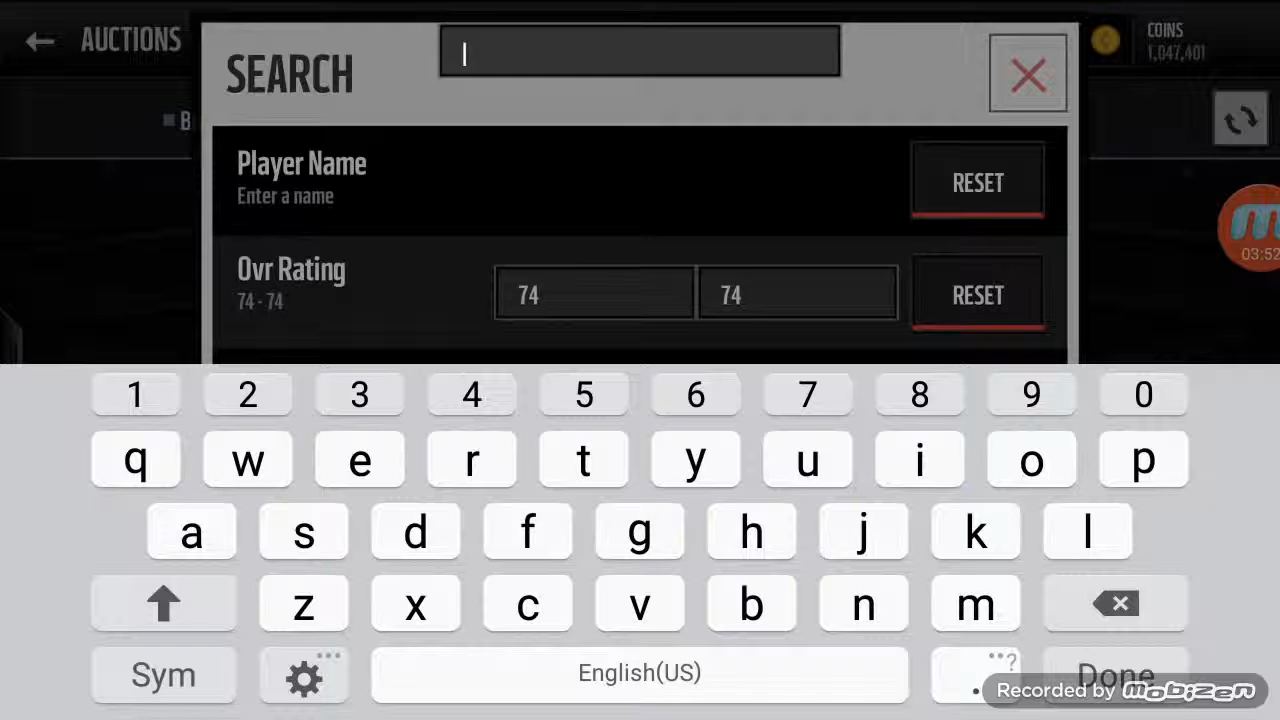 AUCTIONS
SEARCH
COINS
1,047,401
B
Player Name
Enter a name
RESET
Ovr Rating
74 - 74
74
74
RESET
03:52
1 2 3 4 5 6 7 8 9 0
q w e r t y u i o p
a s d f g h j k l
z x c v b n m
Sym
English(US)
...?
.
Done
Recorded by mobizen